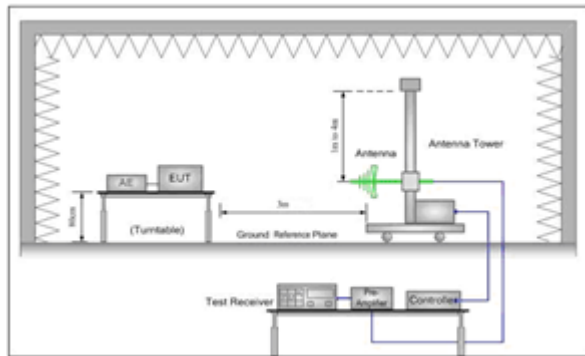 1m to 4m
Antenna
Antenna Tower
AE
EUT
80cm
3m
(Turntable)
Ground Reference Plane
Test Receiver
Pre-
Amplifier
Controller